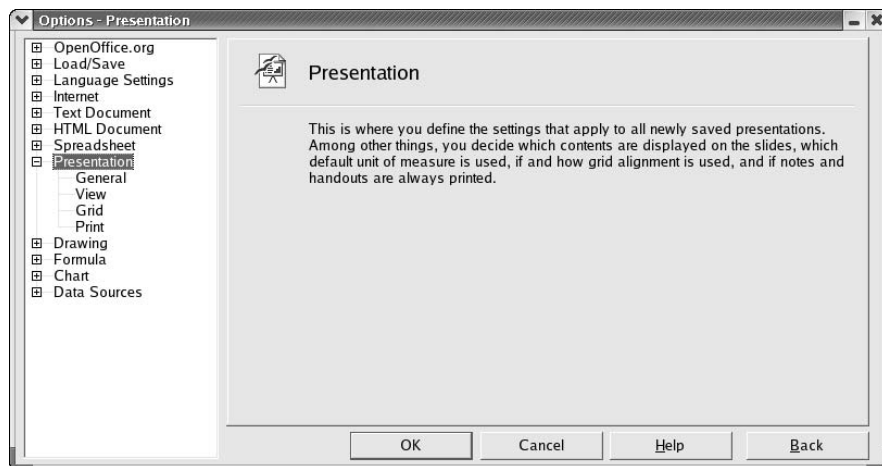 Options - Presentation
OpenOffice.org
Load/Save
Language Settings
Internet
Text Document
HTML Document
Spreadsheet
Presentation
General
View
Grid
Print
Drawing
Formula
Chart
Data Sources
Presentation
This is where you define the settings that apply to all newly saved presentations.
Among other things, you decide which contents are displayed on the slides, which
default unit of measure is used, if and how grid alignment is used, and if notes and
handouts are always printed.
OK
Cancel
Help
Back